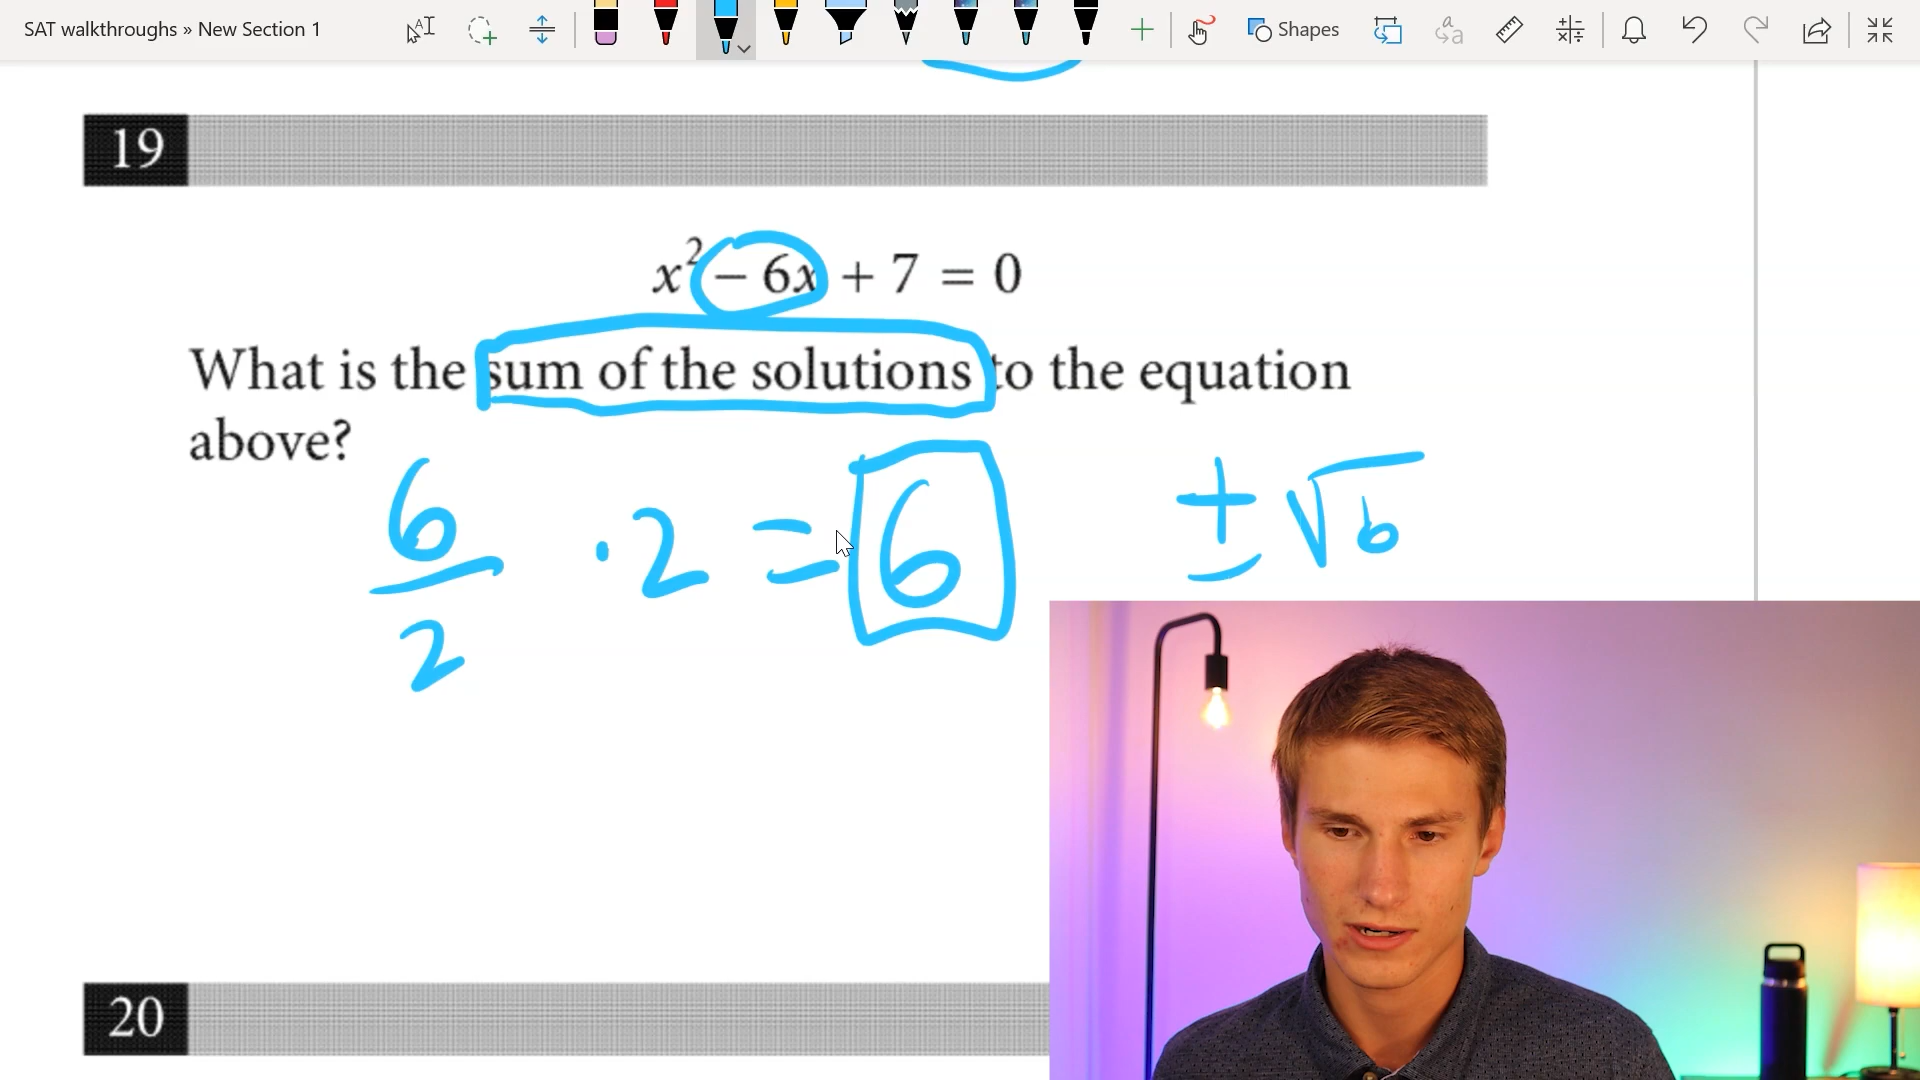 SAT walkthroughs » New Section 1
Shapes
19
x² − 6x + 7 = 0
What is the sum of the solutions to the equation
above?
6/2 · 2 = 6 ± √6
20